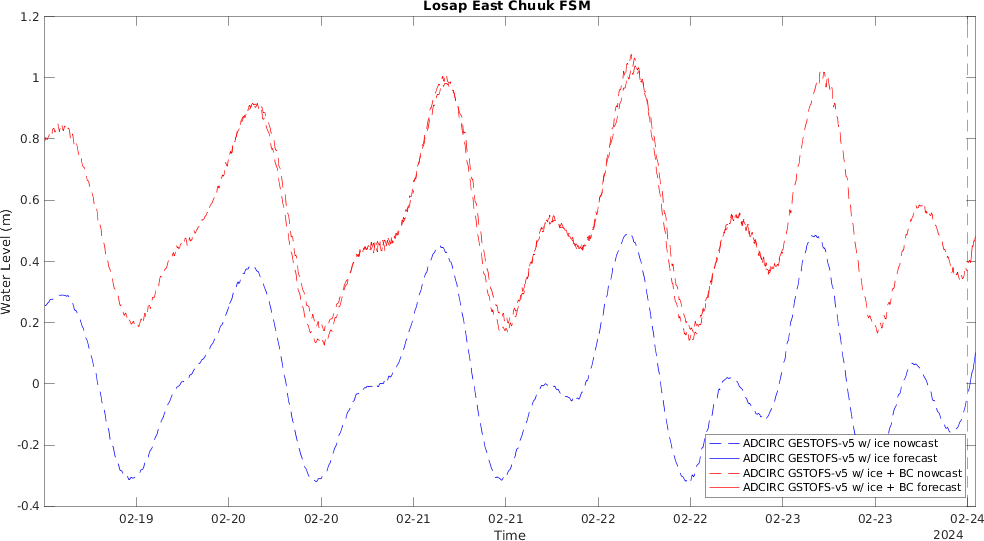 Losap East Chuuk FSM
1.2
1
0.8
0.6
0.4
0.2
0
-0.2
-0.4
Water Level (m)
ADCIRC GESTOFS-v5 w/ ice nowcast
ADCIRC GESTOFS-v5 w/ ice forecast
ADCIRC GSTOFS-v5 w/ ice + BC nowcast
ADCIRC GSTOFS-v5 w/ ice + BC forecast
02-19 02-20 02-20 02-21 02-21 02-22 02-22 02-23 02-23 02-24
Time
2024